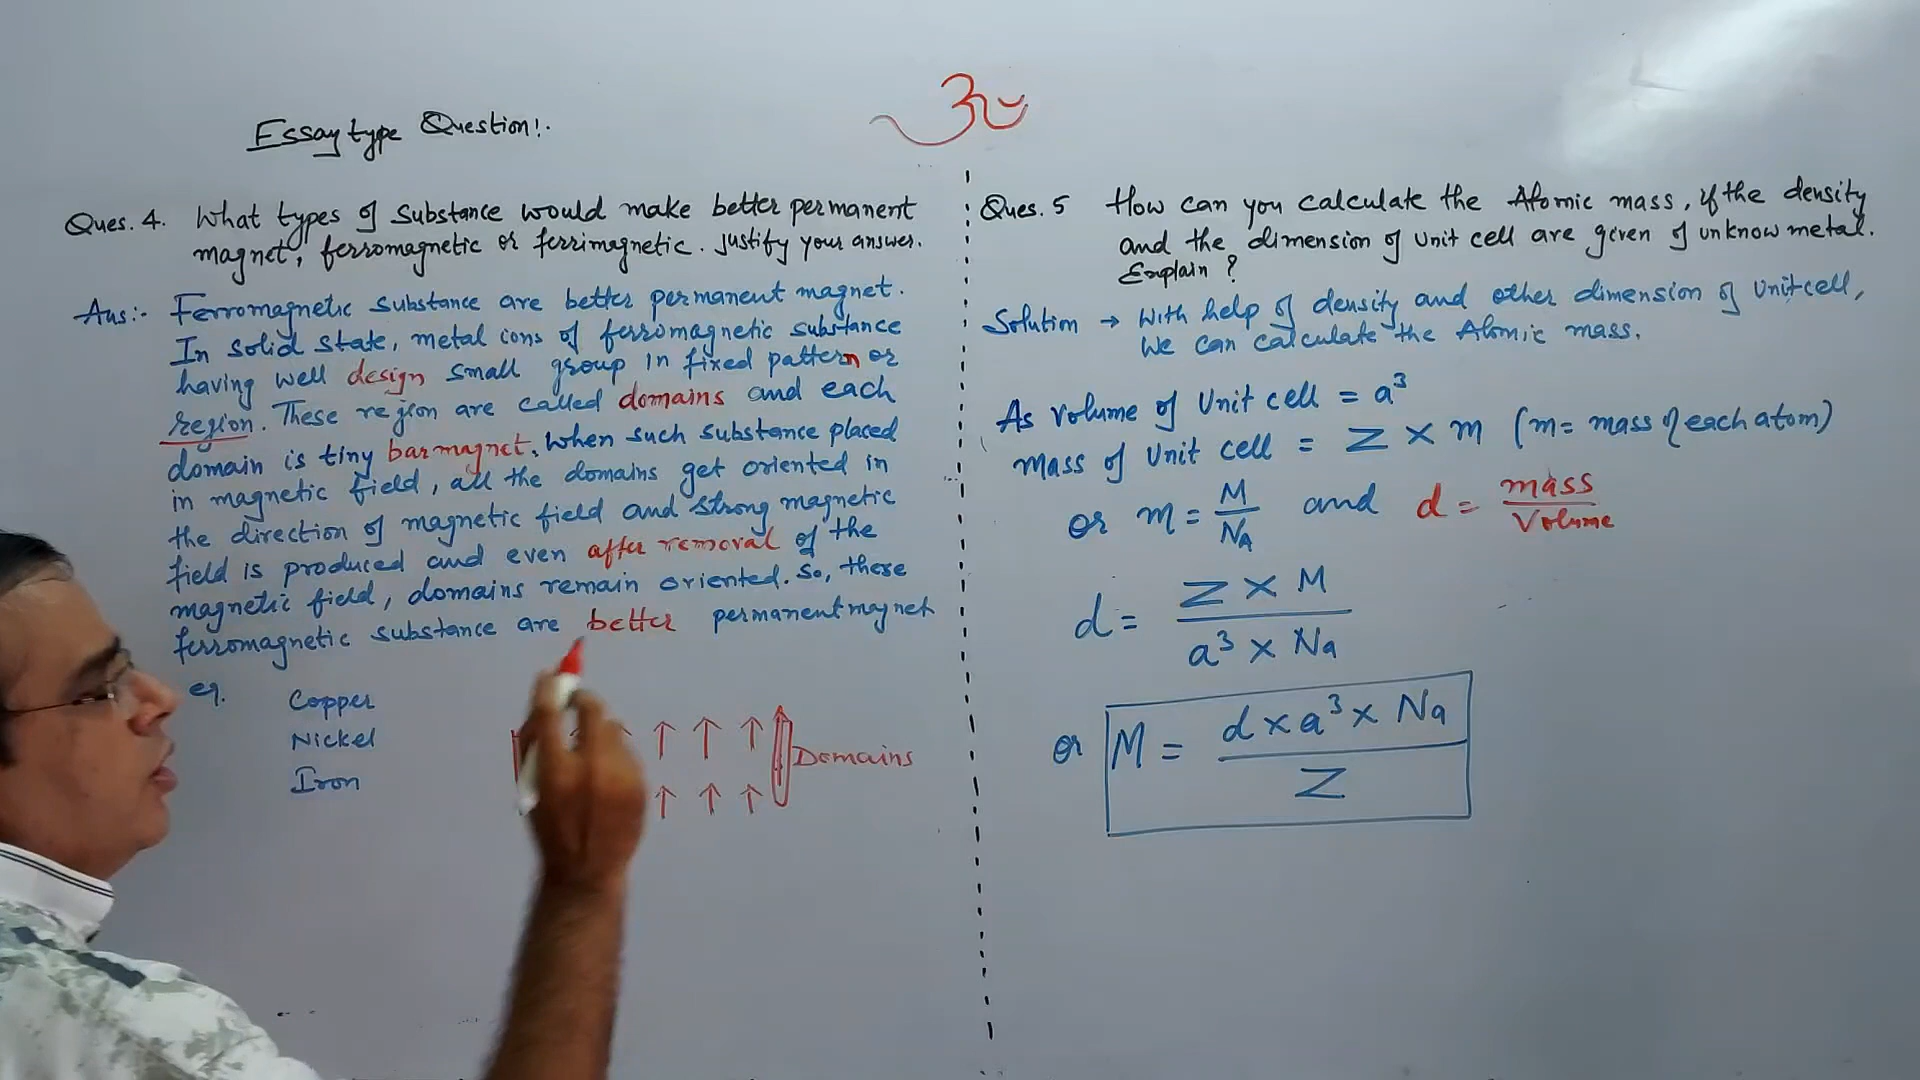 ॐ
Essay type Question:.
Ques. 4. What types of substance would make better permanent
magnet, ferromagnetic or ferrimagnetic. Justify your answer.
Ans:- Ferromagnetic substance are better permanent magnet.
In solid state, metal ions of ferromagnetic substance
having well design small group in fixed pattern or
region. These region are called domains and each
domain is tiny barmagnet. When such substance placed
in magnetic field, all the domains get oriented in
the direction of magnetic field and strong magnetic
field is produced and even after removal of the
magnetic field, domains remain oriented. So, these
ferromagnetic substance are better permanent magnet
eg. Copper
Nickel
Iron
Domains
Ques. 5 How can you calculate the Atomic mass, if the density
and the dimension of unit cell are given of unknow metal.
Explain ?
Solution → With help of density and other dimension of Unitcell,
We can calculate the Atomic mass.
As volume of Unit cell = a³
Mass of Unit cell = Z × m (m= mass of each atom)
or m = M/NA and d = mass/Volume
d = Z × M / a³ × Na
or M = d × a³ × Na / Z